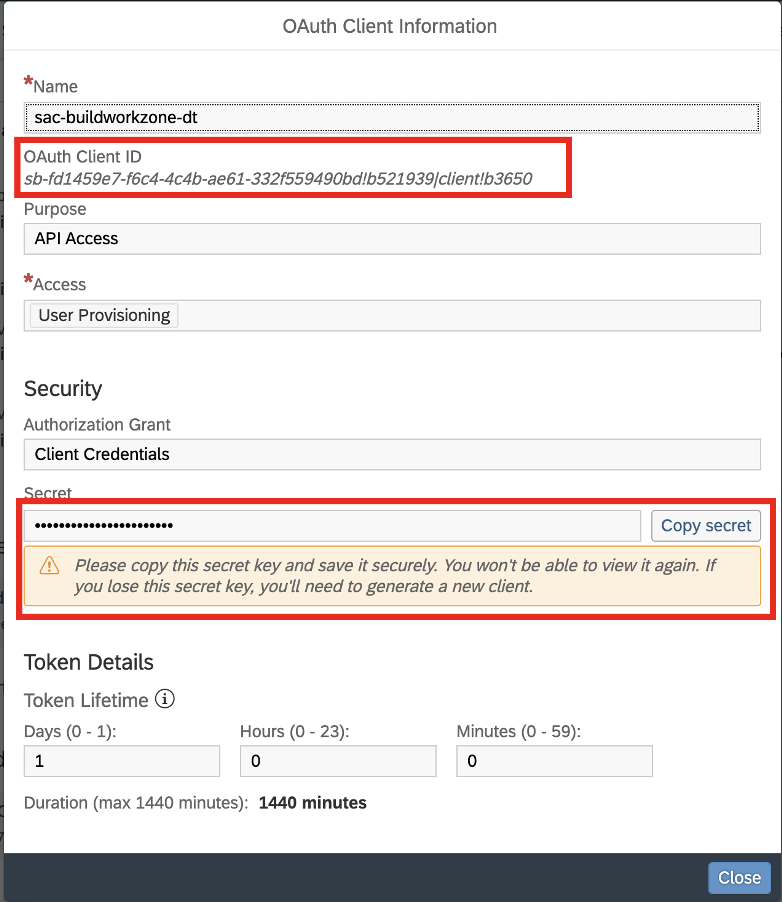 OAuth Client Information
*Name
sac-buildworkzone-dt
OAuth Client ID
sb-fd1459e7-f6c4-4c4b-ae61-332f559490bd!b521939|client!b3650
Purpose
API Access
*Access
User Provisioning
Security
Authorization Grant
Client Credentials
Secret
•••••••••••••••••••••••
Copy secret
Please copy this secret key and save it securely. You won't be able to view it again. If
you lose this secret key, you'll need to generate a new client.
Token Details
Token Lifetime
Days (0 - 1):
Hours (0 - 23):
Minutes (0 - 59):
1
0
0
Duration (max 1440 minutes): 1440 minutes
Close